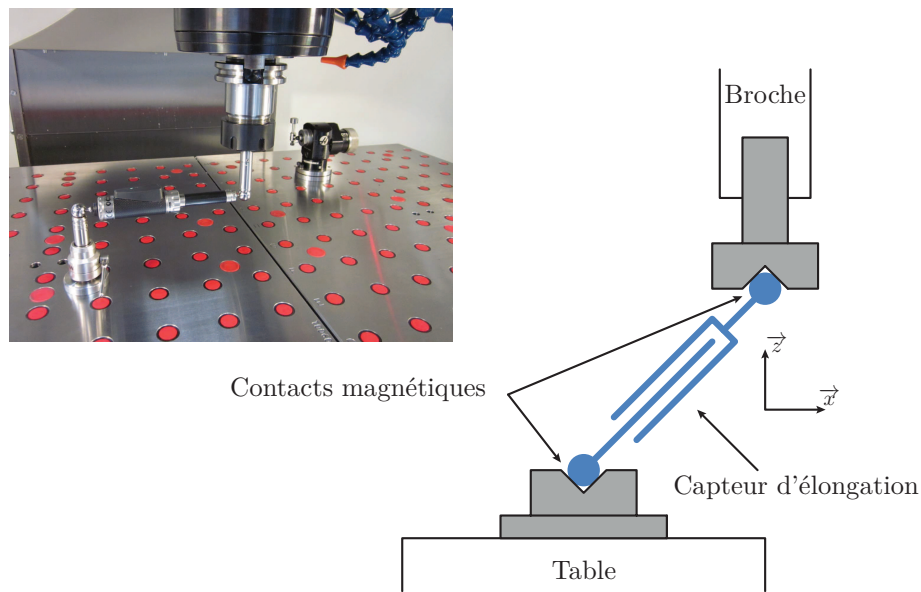 Broche
Contacts magnétiques
z
x
Capteur d'élongation
Table